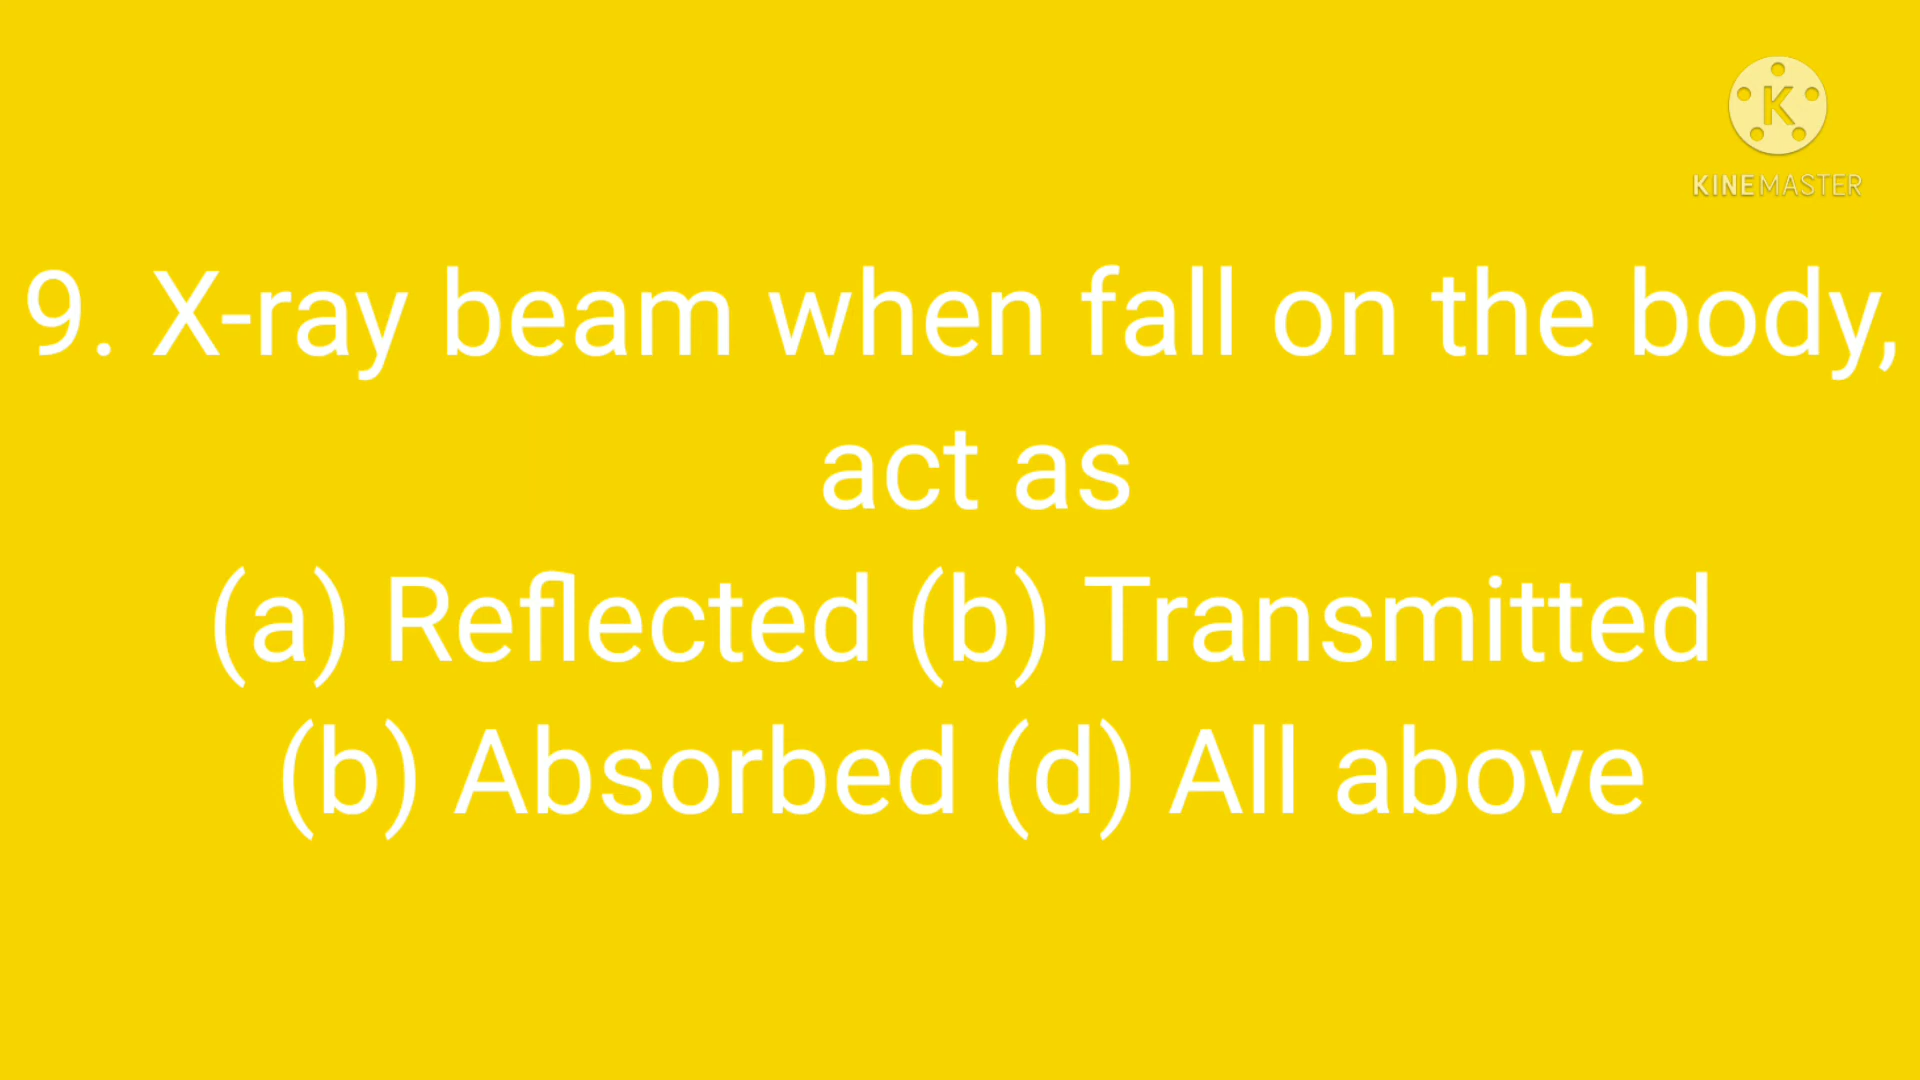 K
KINEMASTER
9. X-ray beam when fall on the body,
act as
(a) Reflected (b) Transmitted
(b) Absorbed (d) All above